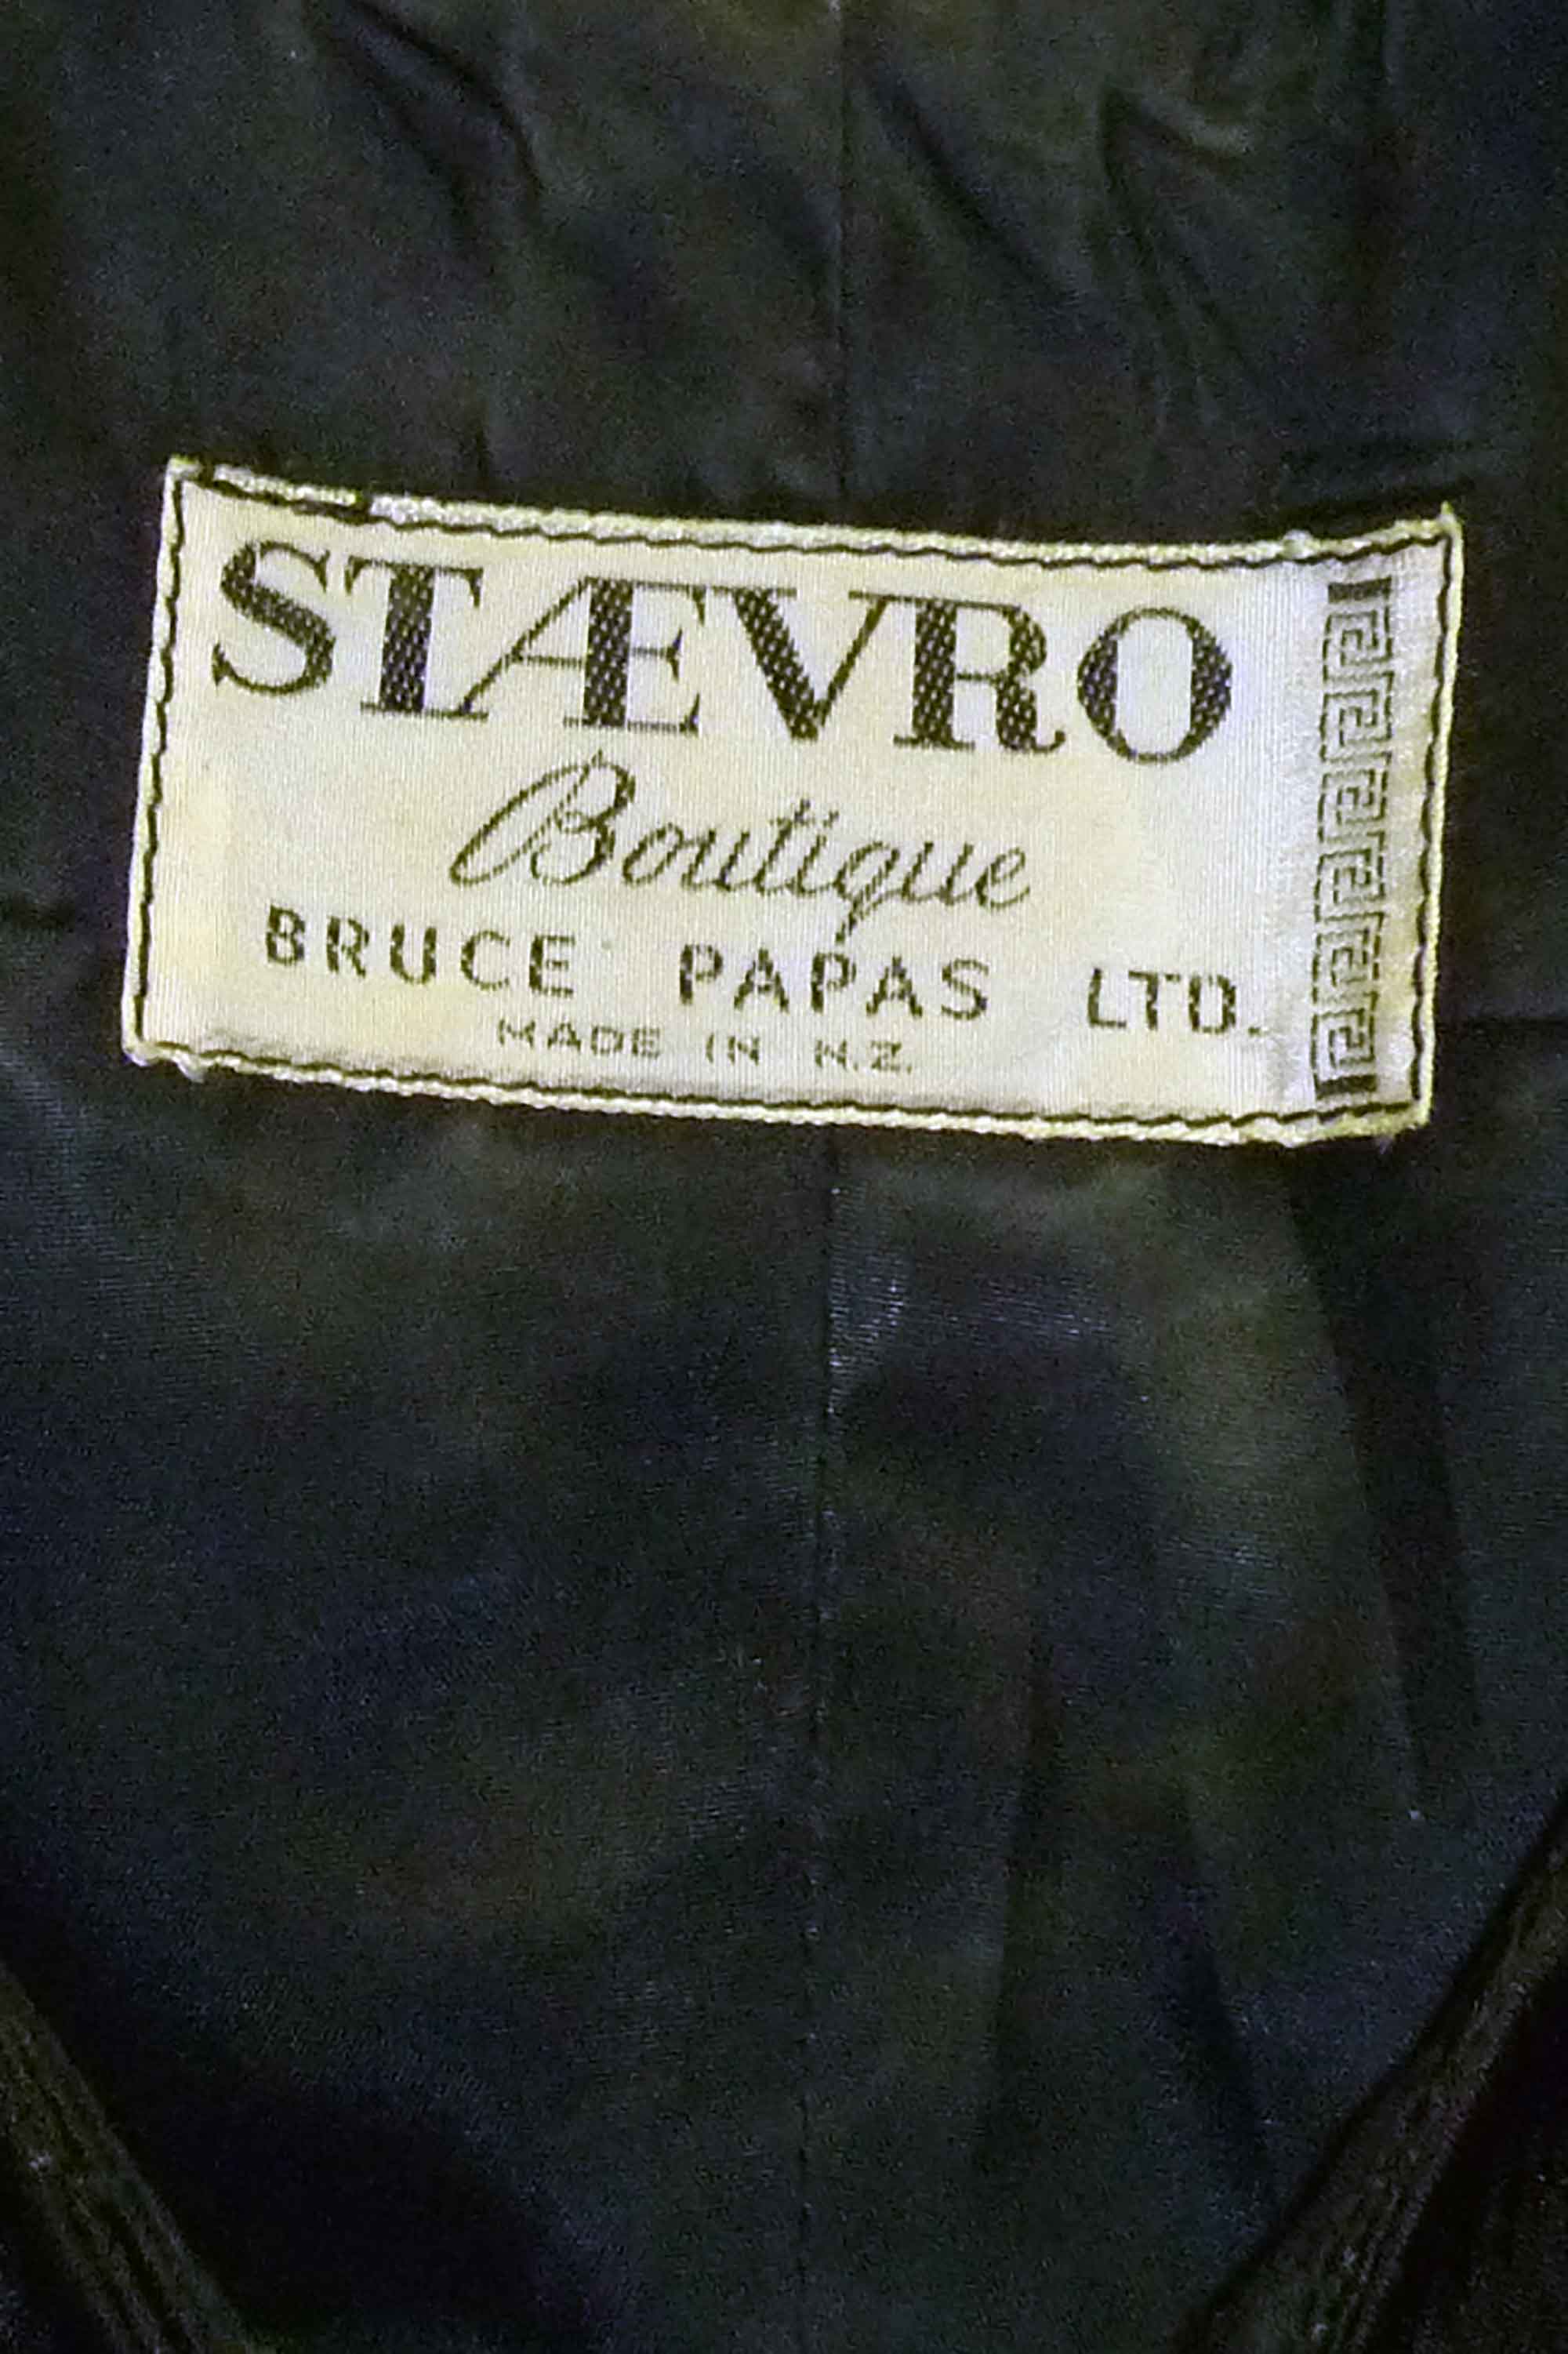 STÆVRO
Boutique
BRUCE PAPAS LTD.
MADE IN N.Z.